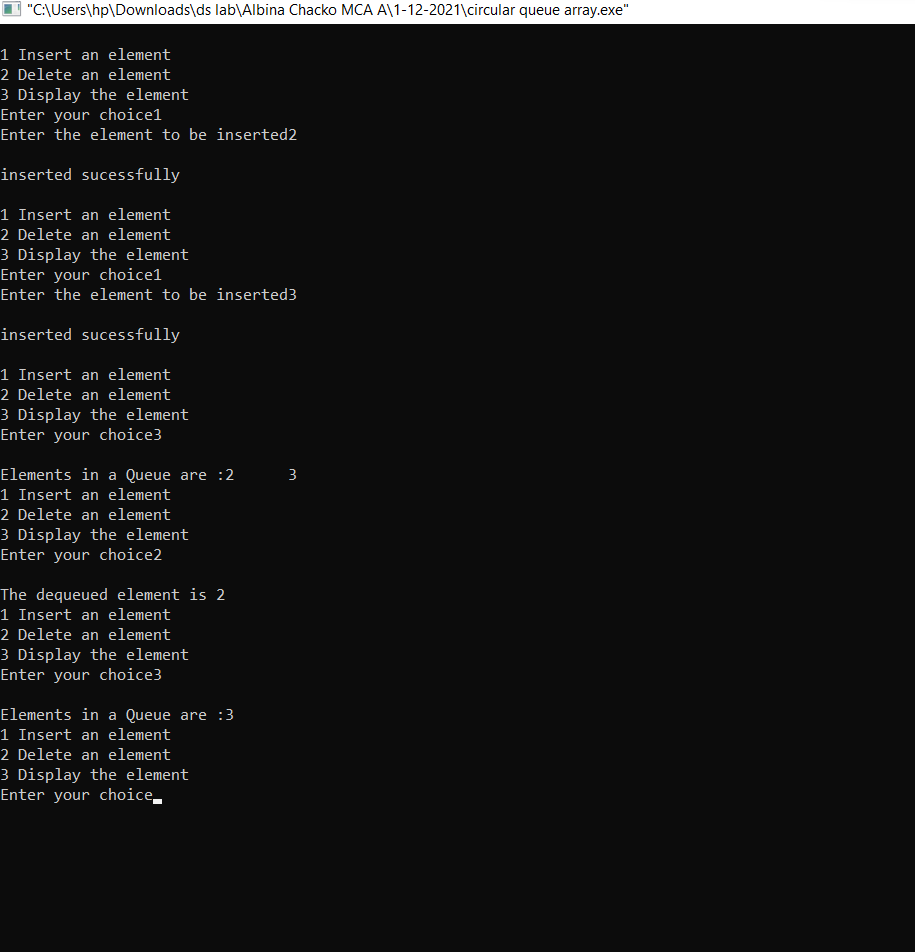 "C:\Users\hp\Downloads\ds lab\Albina Chacko MCA A\1-12-2021\circular queue array.exe"
1 Insert an element
2 Delete an element
3 Display the element
Enter your choice1
Enter the element to be inserted2
inserted sucessfully
1 Insert an element
2 Delete an element
3 Display the element
Enter your choice1
Enter the element to be inserted3
inserted sucessfully
1 Insert an element
2 Delete an element
3 Display the element
Enter your choice3
Elements in a Queue are :2      3
1 Insert an element
2 Delete an element
3 Display the element
Enter your choice2
The dequeued element is 2
1 Insert an element
2 Delete an element
3 Display the element
Enter your choice3
Elements in a Queue are :3
1 Insert an element
2 Delete an element
3 Display the element
Enter your choice